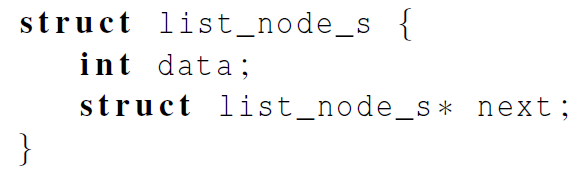 struct list_node_s {
   int data;
   struct list_node_s* next;
}